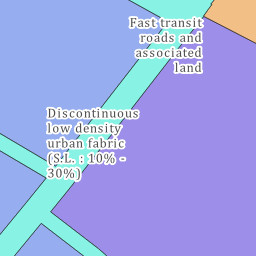 Fast transit
roads and
associated
land
Discontinuous
low density
urban fabric
(S.L. : 10% -
30%)